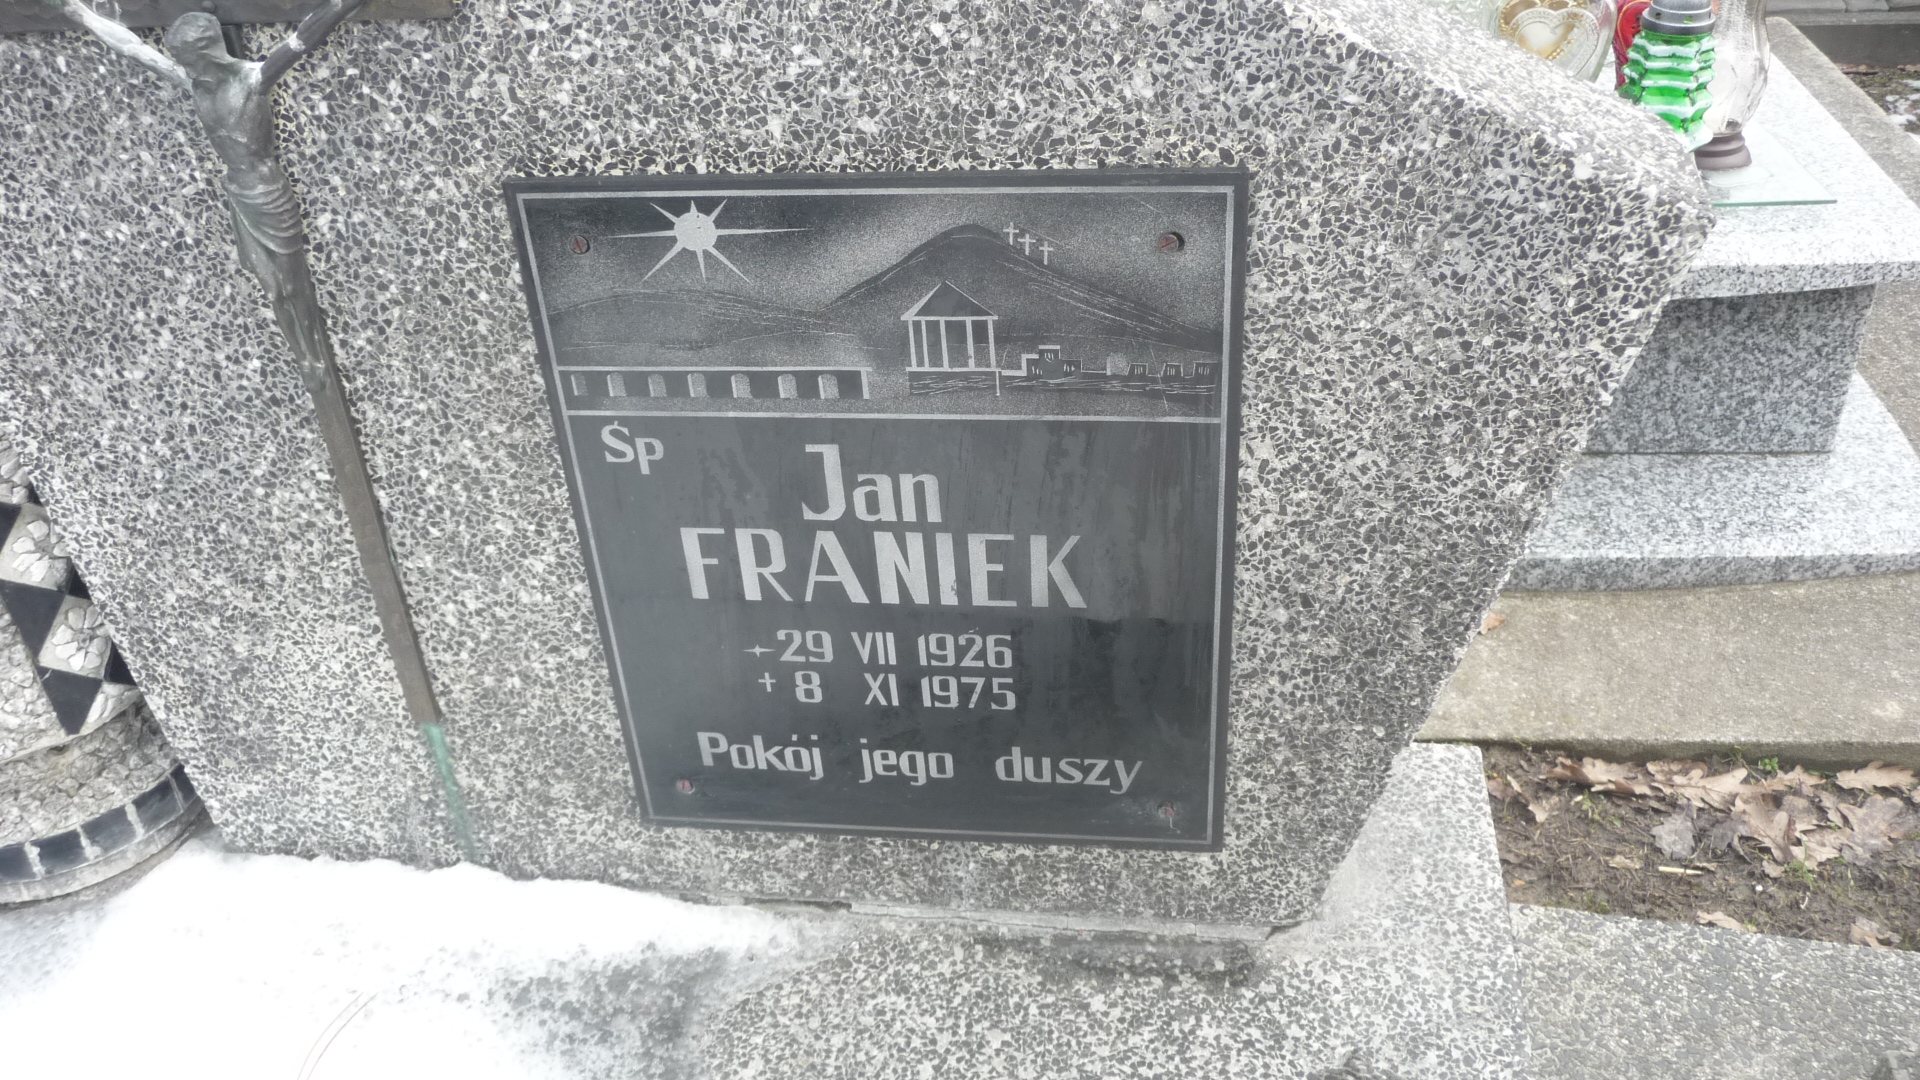 Śp
Jan
FRANIEK
29 VII 1926
+ 8 XI 1975
Pokój jego duszy